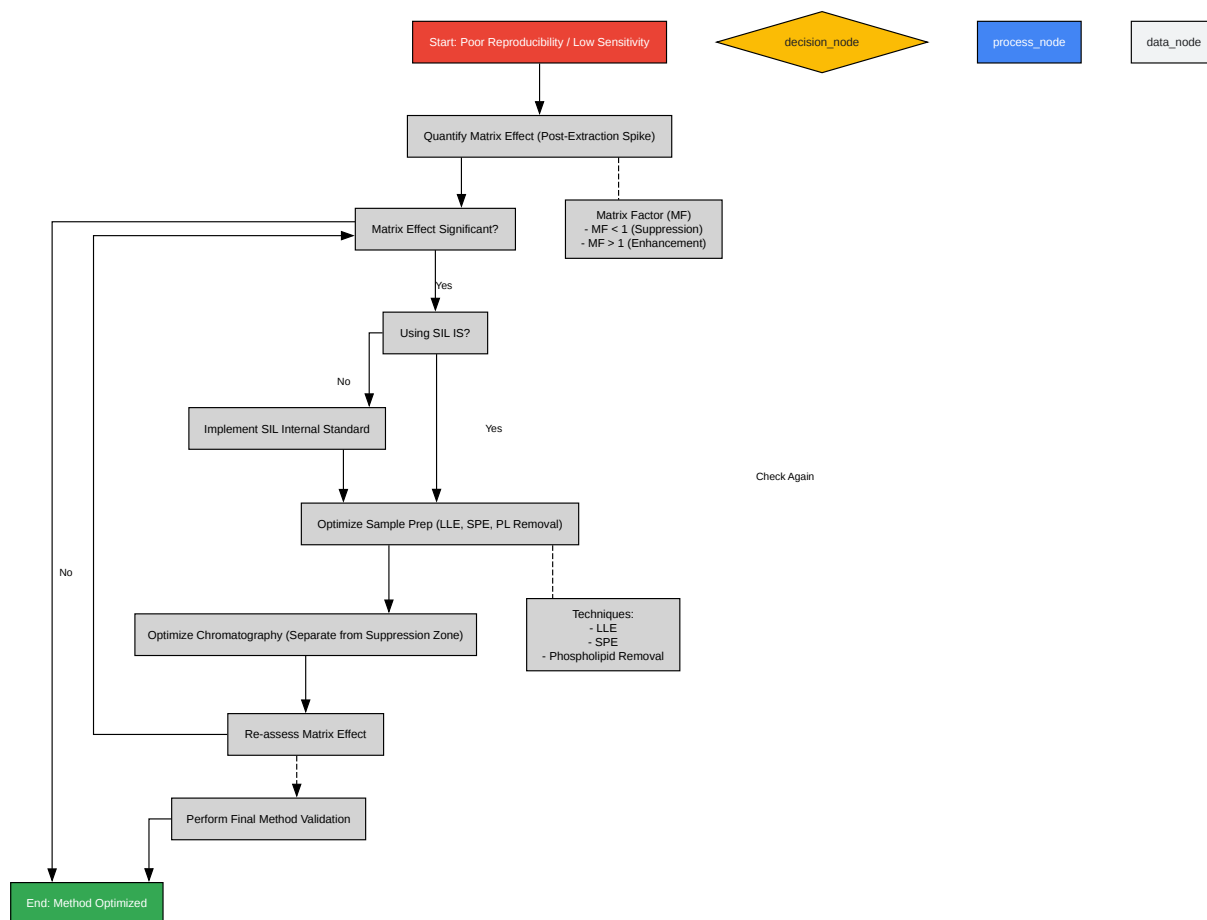 Start: Poor Reproducibility / Low Sensitivity
decision_node
process_node
data_node
Quantify Matrix Effect (Post-Extraction Spike)
Matrix Effect Significant?
Matrix Factor (MF)
- MF < 1 (Suppression)
- MF > 1 (Enhancement)
Yes
Using SIL IS?
No
Implement SIL Internal Standard
Yes
Check Again
Optimize Sample Prep (LLE, SPE, PL Removal)
No
Techniques:
- LLE
- SPE
- Phospholipid Removal
Optimize Chromatography (Separate from Suppression Zone)
Re-assess Matrix Effect
Perform Final Method Validation
End: Method Optimized